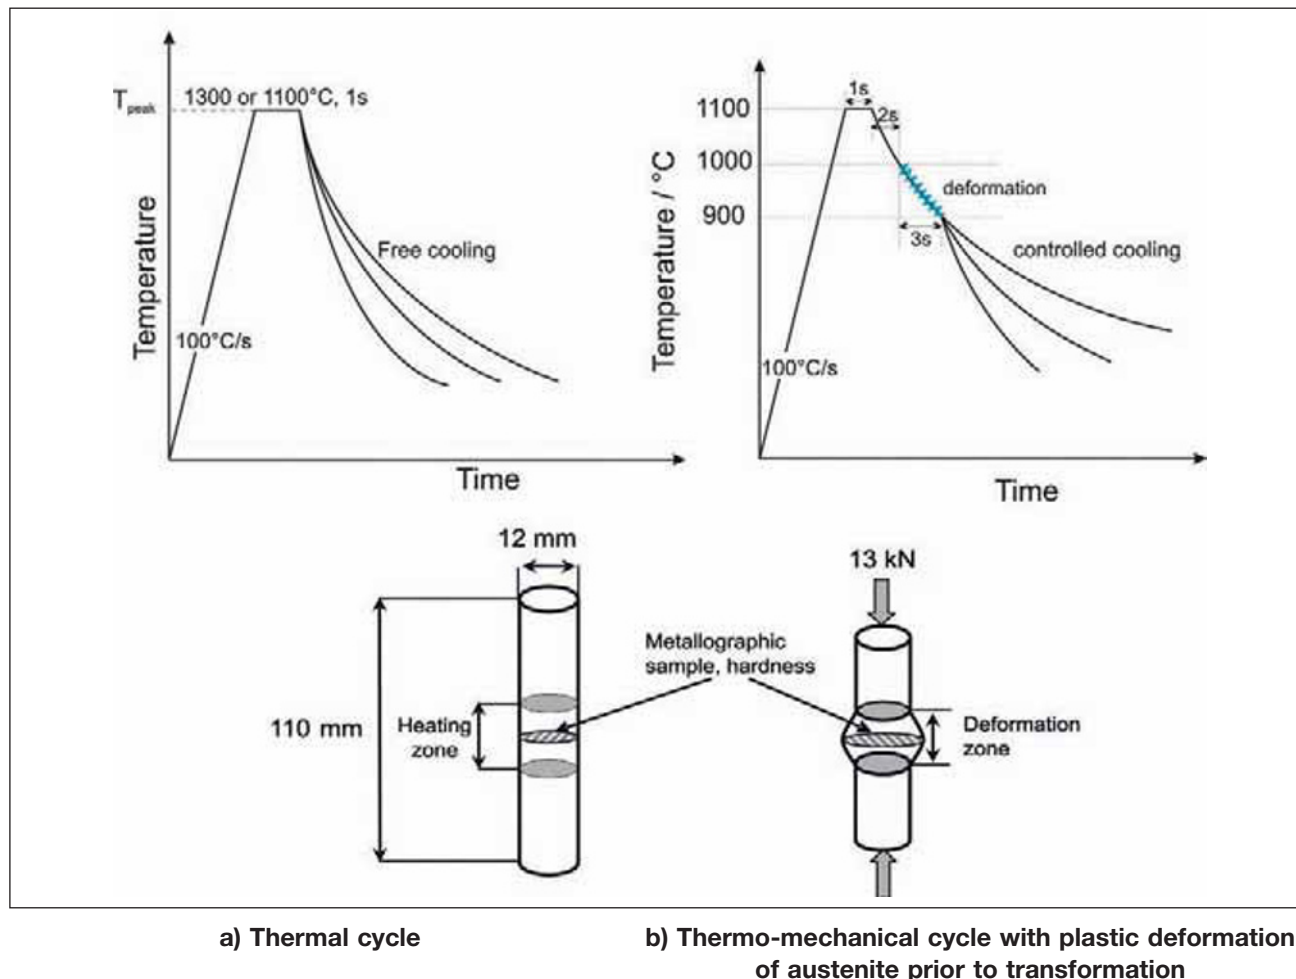 T peak
1300 or 1100°C, 1s
Free cooling
100°C/s
Temperature
Time
1s
2s
1100
1000
900
deformation
3s
controlled cooling
100°C/s
Temperature / °C
Time
12 mm
110 mm
Heating
zone
Metallographic
sample, hardness
13 kN
Deformation
zone
a) Thermal cycle
b) Thermo-mechanical cycle with plastic deformation
of austenite prior to transformation